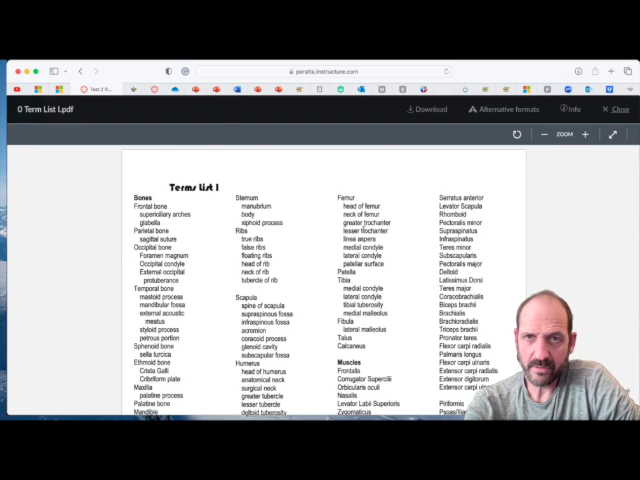 peralta.instructure.com
Test 2 R...
0 Term List I.pdf
Download
Alternative formats
Info
Close
ZOOM
Terms List I
Bones
Frontal bone
superciliary arches
glabella
Parietal bone
sagittal suture
Occipital bone
Foramen magnum
Occipital condyle
External occipital
protuberance
Temporal bone
mastoid process
mandibular fossa
external acoustic
meatus
styloid process
petrous portion
Sphenoid bone
sella turcica
Ethmoid bone
Crista Galli
Cribiform plate
Maxilla
palatine process
Palatine bone
Mandible
Sternum
manubrium
body
xiphoid process
Ribs
true ribs
false ribs
floating ribs
head of rib
neck of rib
tubercle of rib
Scapula
spine of scapula
supraspinous fossa
infraspinous fossa
acromion
coracoid process
glenoid cavity
subscapular fossa
Humerus
head of humerus
anatomical neck
surgical neck
greater tubercle
lesser tubercle
deltoid tuberosity
Femur
head of femur
neck of femur
greater trochanter
lesser trochanter
linea aspera
medial condyle
lateral condyle
patellar surface
Patella
Tibia
medial condyle
lateral condyle
tibial tuberosity
medial malleolus
Fibula
lateral malleolus
Talus
Calcaneus
Muscles
Frontalis
Corrugator Supercilii
Orbicularis oculi
Nasalis
Levator Labii Superioris
Zygomaticus
Serratus anterior
Levator Scapula
Rhomboid
Pectoralis minor
Supraspinatus
Infraspinatus
Teres minor
Subscapularis
Pectoralis major
Deltoid
Latissimus Dorsi
Teres major
Coracobrachialis
Biceps brachii
Brachialis
Brachioradialis
Triceps brachii
Pronator teres
Flexor carpi radialis
Palmaris longus
Flexor carpi ulnaris
Extensor carpi radialis
Extensor digitorum
Extensor carpi
Piriformis